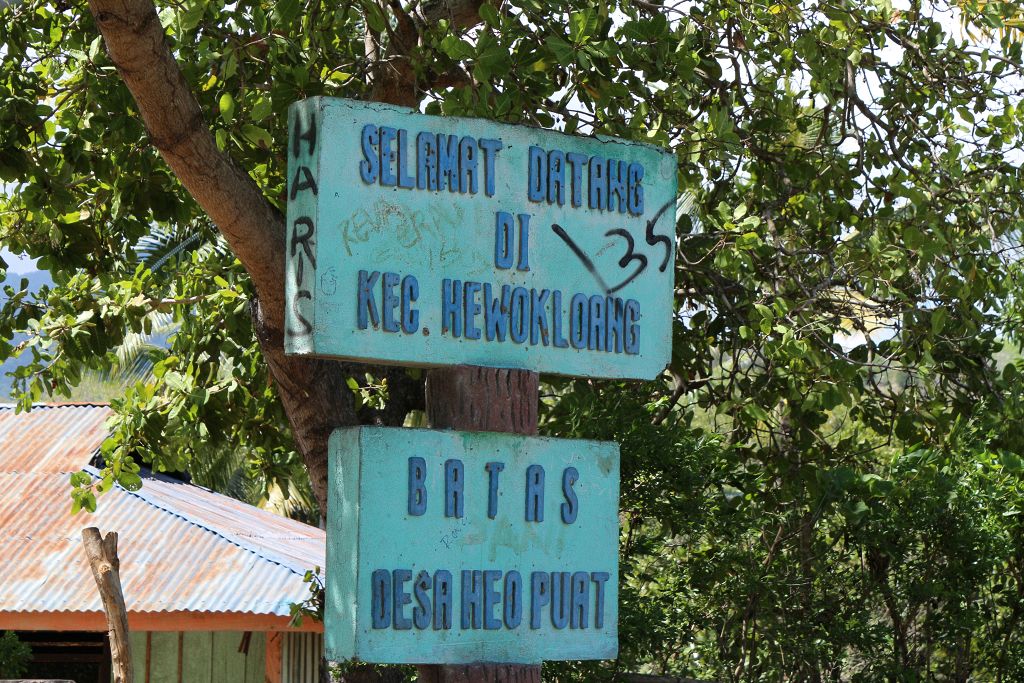 HARIS
SELAMAT DATANG
DI
135
KEC. HEWOKLOANG
BATAS
DESA HEO PUAT